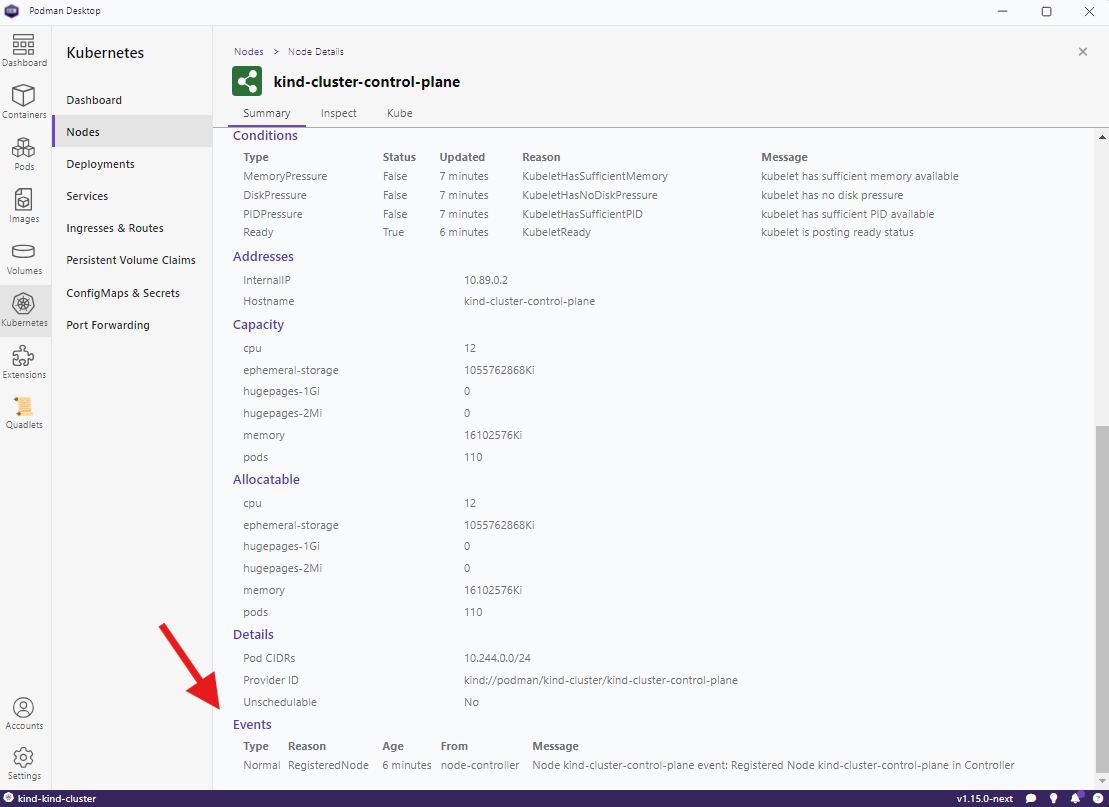 Podman Desktop
Dashboard
Containers
Pods
Images
Volumes
Kubernetes
Extensions
Quadlets
Accounts
Settings
Kubernetes
Dashboard
Nodes
Deployments
Services
Ingresses & Routes
Persistent Volume Claims
ConfigMaps & Secrets
Port Forwarding
Nodes > Node Details
kind-cluster-control-plane
Summary Inspect Kube
Conditions
Type Status Updated Reason Message
MemoryPressure False 7 minutes KubeletHasSufficientMemory kubelet has sufficient memory available
DiskPressure False 7 minutes KubeletHasNoDiskPressure kubelet has no disk pressure
PIDPressure False 7 minutes KubeletHasSufficientPID kubelet has sufficient PID available
Ready True 6 minutes KubeletReady kubelet is posting ready status
Addresses
InternalIP 10.89.0.2
Hostname kind-cluster-control-plane
Capacity
cpu 12
ephemeral-storage 1055762868Ki
hugepages-1Gi 0
hugepages-2Mi 0
memory 16102576Ki
pods 110
Allocatable
cpu 12
ephemeral-storage 1055762868Ki
hugepages-1Gi 0
hugepages-2Mi 0
memory 16102576Ki
pods 110
Details
Pod CIDRs 10.244.0.0/24
Provider ID kind://podman/kind-cluster/kind-cluster-control-plane
Unschedulable No
Events
Type Reason Age From Message
Normal RegisteredNode 6 minutes node-controller Node kind-cluster-control-plane event: Registered Node kind-cluster-control-plane in Controller
kind-kind-cluster v1.15.0-next